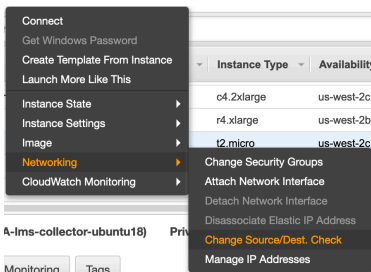 Connect
Get Windows Password
Create Template From Instance
Launch More Like This
Instance State
Instance Settings
Image
Networking
CloudWatch Monitoring
Instance Type
Availability
c4.2xlarge us-west-2c
r4.xlarge us-west-2b
t2.micro us-west-2c
Change Security Groups
Attach Network Interface
Detach Network Interface
Disassociate Elastic IP Address
Change Source/Dest. Check
Manage IP Addresses
A-lms-collector-ubuntu18) Priv
Monitoring Tags